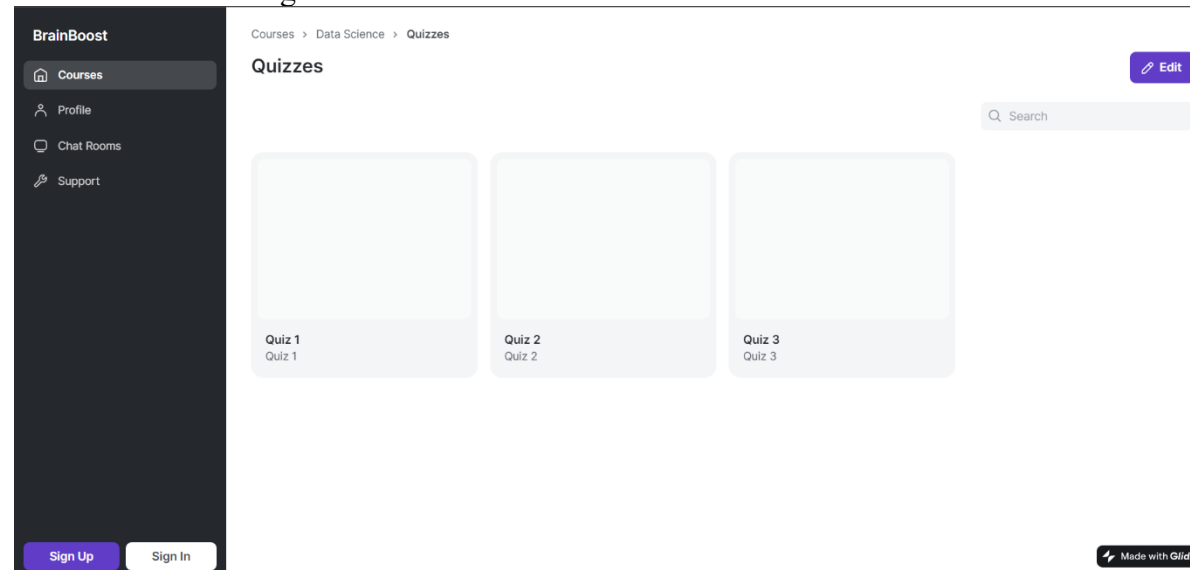 BrainBoost
Courses
Profile
Chat Rooms
Support
Sign Up
Sign In
Courses > Data Science > Quizzes
Quizzes
Edit
Search
Quiz 1
Quiz 1
Quiz 2
Quiz 2
Quiz 3
Quiz 3
Made with Glid